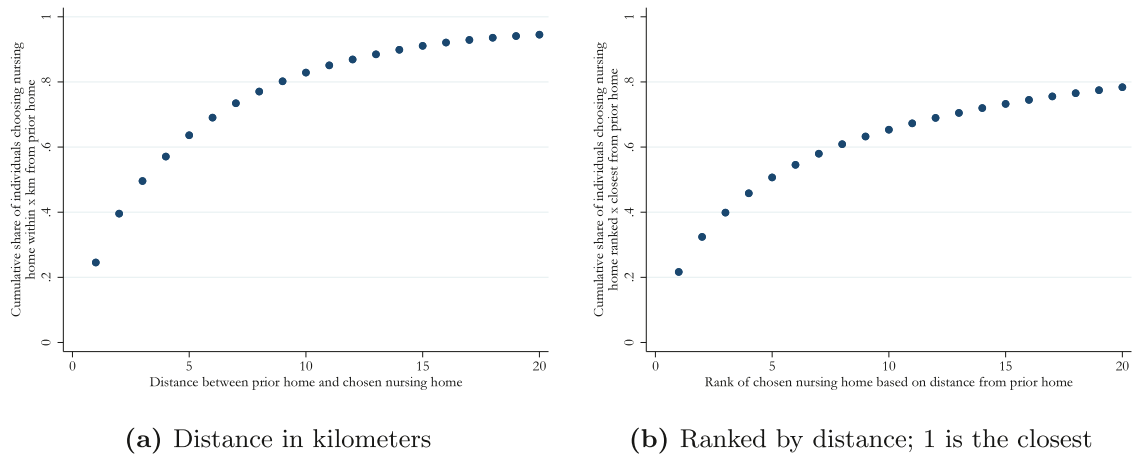 Cumulative share of individuals choosing nursing
home within x km from prior home
1
.8
.6
.4
.2
0
0 5 10 15 20
Distance between prior home and chosen nursing home
(a) Distance in kilometers
Cumulative share of individuals choosing nursing
home ranked x closest from prior home
1
.8
.6
.4
.2
0
0 5 10 15 20
Rank of chosen nursing home based on distance from prior home
(b) Ranked by distance; 1 is the closest